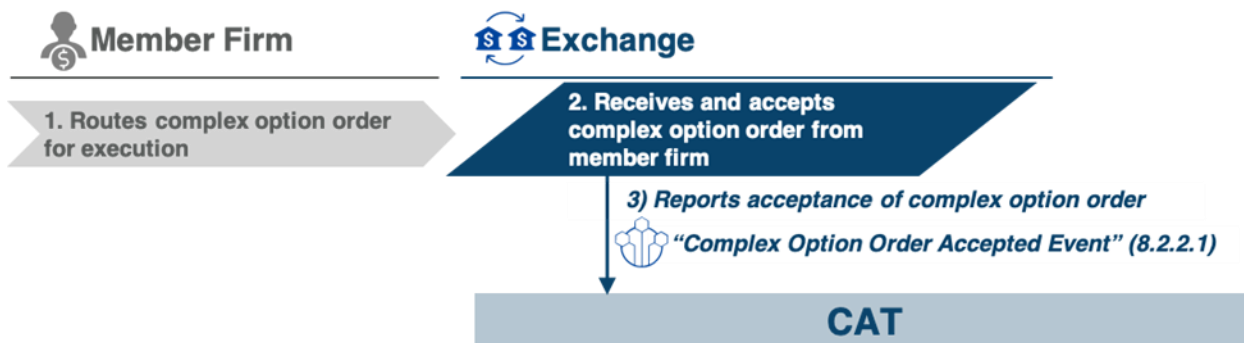 Member Firm
Exchange
1. Routes complex option order
for execution
2. Receives and accepts
complex option order from
member firm
3) Reports acceptance of complex option order
“Complex Option Order Accepted Event” (8.2.2.1)
CAT